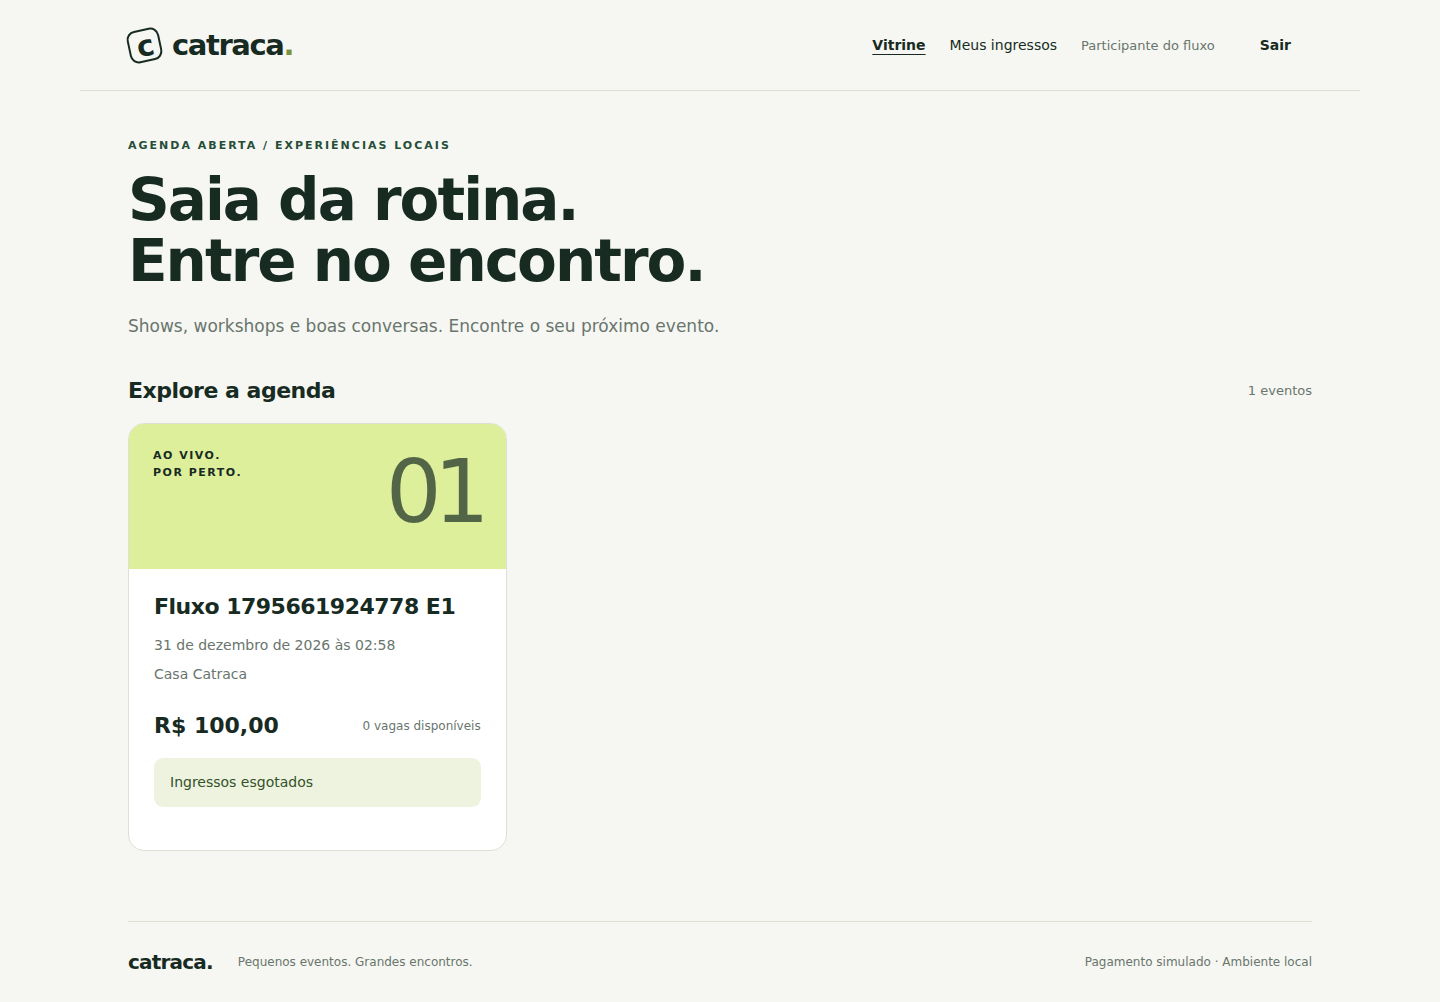 c catraca.
Vitrine Meus ingressos Participante do fluxo Sair
AGENDA ABERTA / EXPERIÊNCIAS LOCAIS
Saia da rotina.
Entre no encontro.
Shows, workshops e boas conversas. Encontre o seu próximo evento.
Explore a agenda
1 eventos
AO VIVO.
POR PERTO.
01
Fluxo 1795661924778 E1
31 de dezembro de 2026 às 02:58
Casa Catraca
R$ 100,00
0 vagas disponíveis
Ingressos esgotados
catraca.
Pequenos eventos. Grandes encontros.
Pagamento simulado · Ambiente local